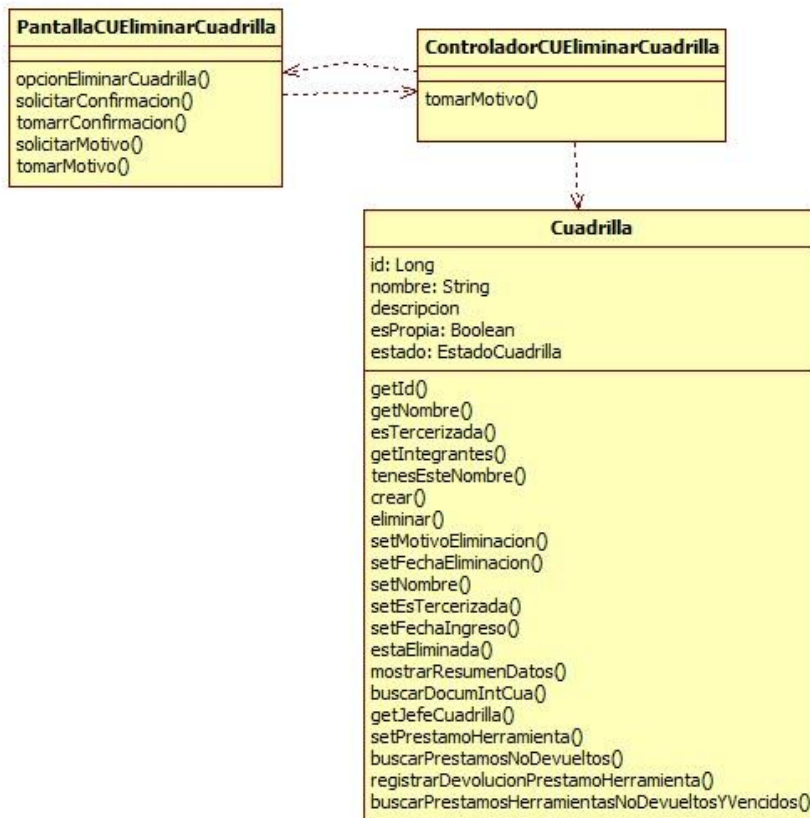 PantallaCUEliminarCuadrilla
opcionEliminarCuadrilla()
solicitarConfirmacion()
tomarrConfirmacion()
solicitarMotivo()
tomarMotivo()
ControladorCUEliminarCuadrilla
tomarMotivo()
Cuadrilla
id: Long
nombre: String
descripcion
esPropia: Boolean
estado: EstadoCuadrilla
getId()
getNombre()
esTercerizada()
getIntegrantes()
tenesEsteNombre()
crear()
eliminar()
setMotivoEliminacion()
setFechaEliminacion()
setNombre()
setEsTercerizada()
setFechaIngreso()
estaEliminada()
mostrarResumenDatos()
buscarDocumIntCua()
getJefeCuadrilla()
setPrestamoHerramienta()
buscarPrestamosNoDevueltos()
registrarDevolucionPrestamoHerramienta()
buscarPrestamosHerramientasNoDevueltosYVencidos()